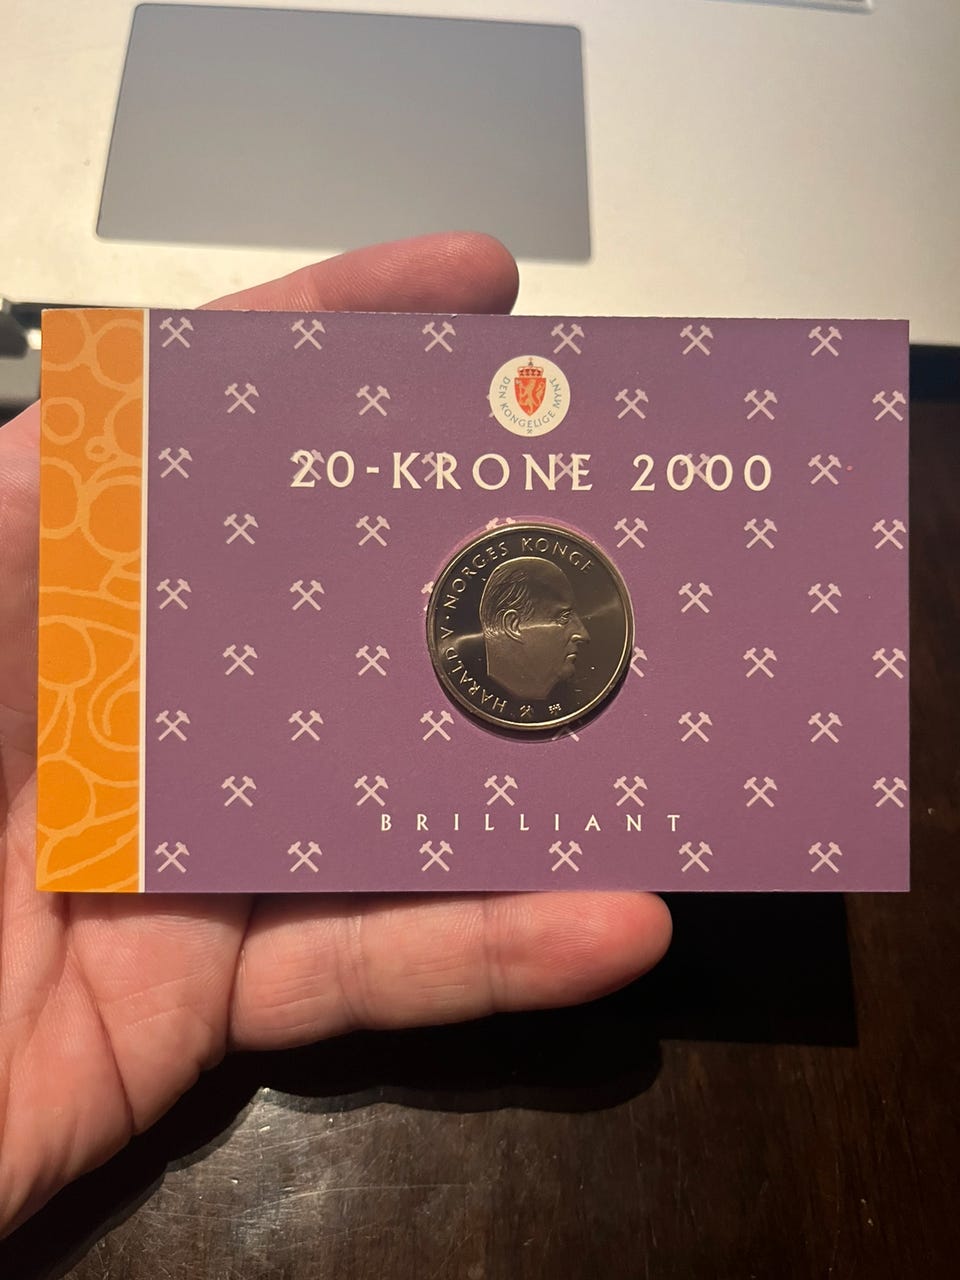 DEN KONGELIGE MYNT
20-KRONE 2000
HARALD V · NORGES KONGE
BRILLIANT